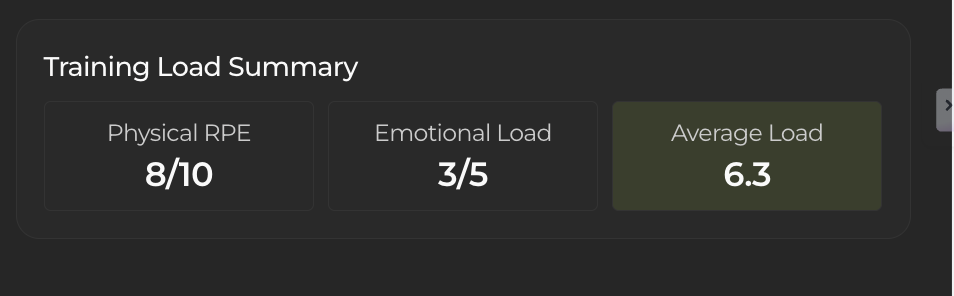 Training Load Summary
Physical RPE
8/10
Emotional Load
3/5
Average Load
6.3